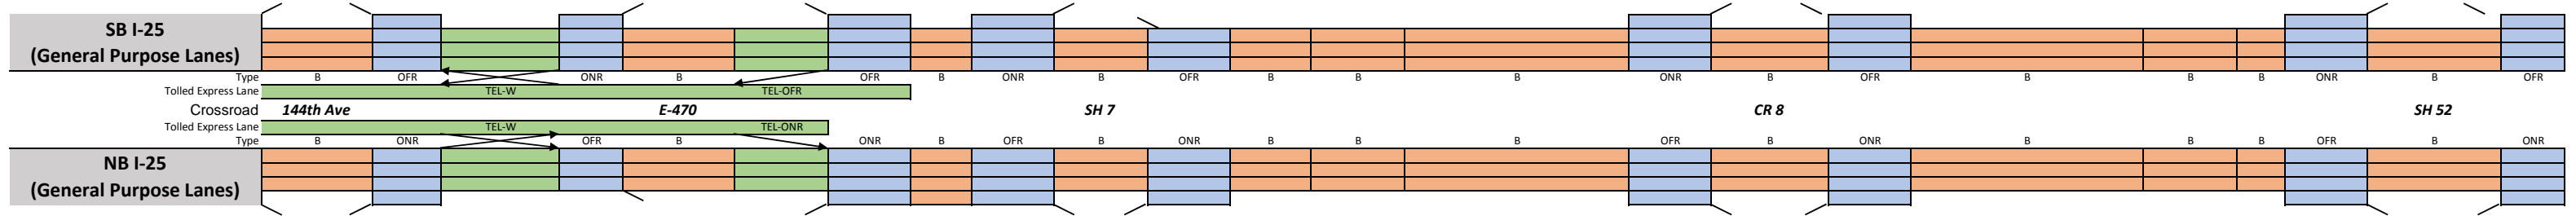 SB I-25
(General Purpose Lanes)
Type B OFR ONR B OFR B ONR B OFR B B B ONR B OFR B B B ONR B OFR
Tolled Express Lane TEL-W TEL-OFR
Crossroad 144th Ave E-470 SH 7 CR 8 SH 52
Tolled Express Lane TEL-W TEL-ONR
Type B ONR OFR B ONR B OFR B ONR B B B OFR B ONR B B B OFR B ONR
NB I-25
(General Purpose Lanes)